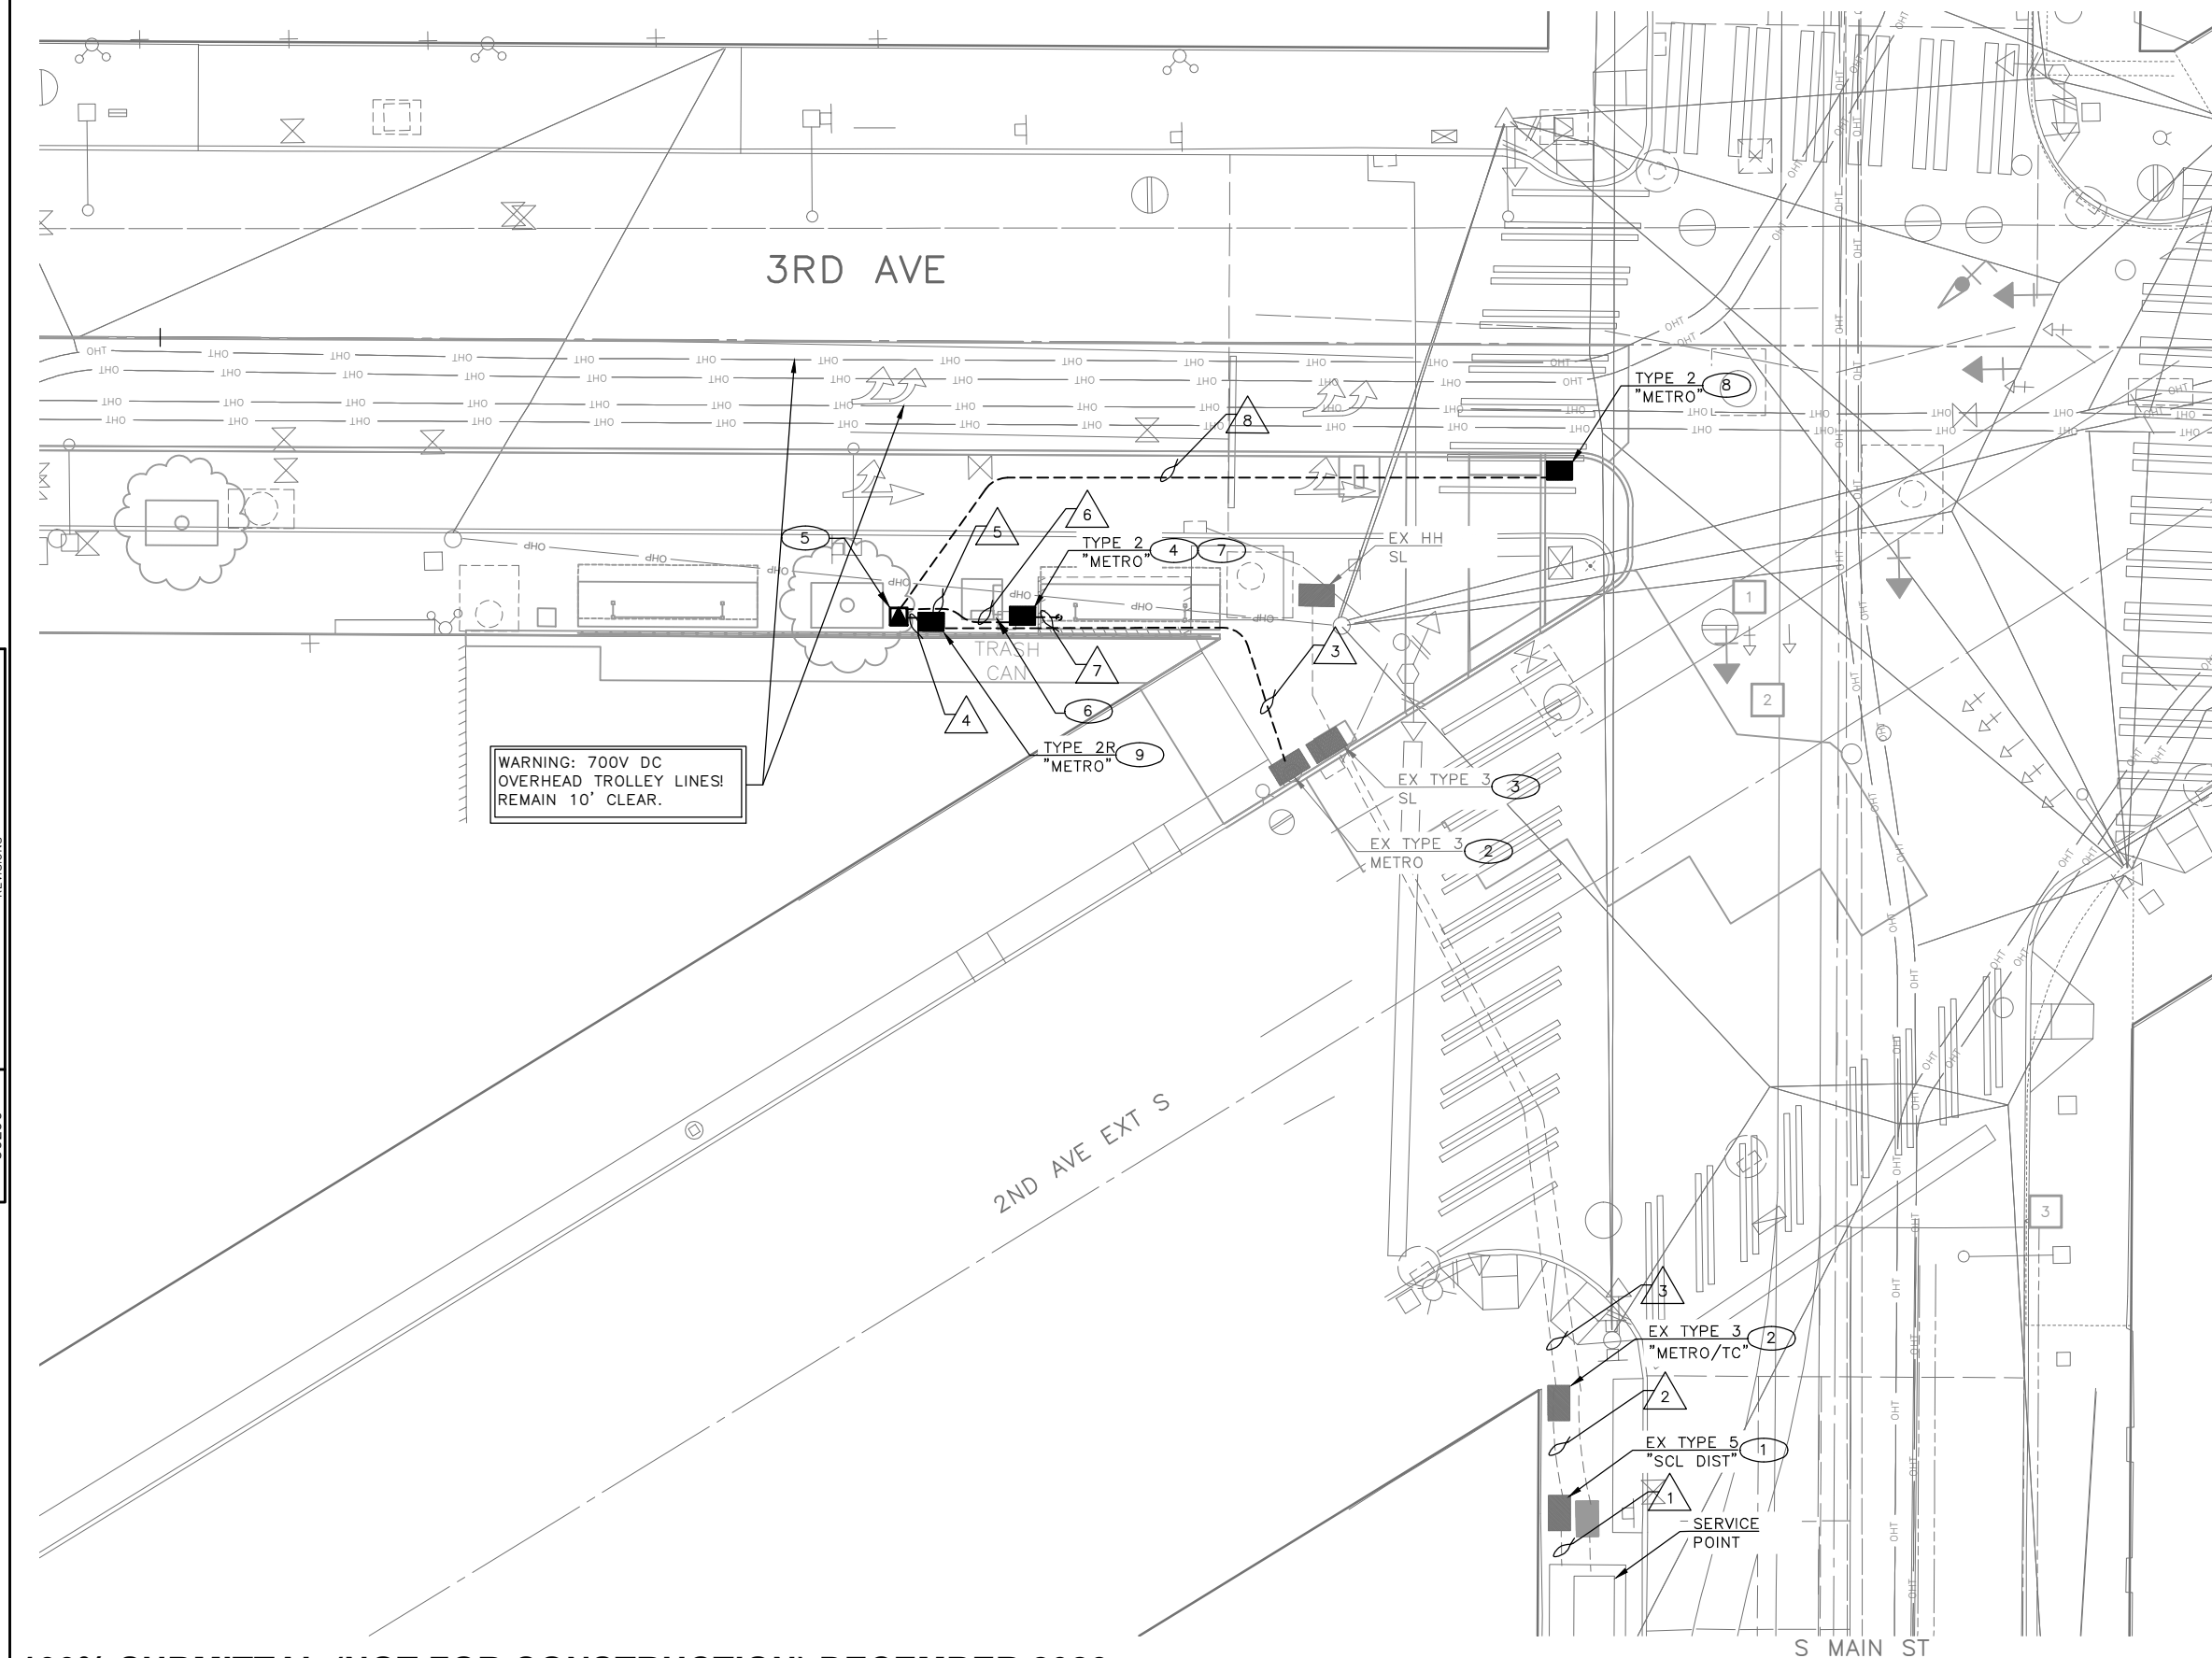 3RD AVE
TYPE 2
"METRO"
8
8
5
5
6
TYPE 2
"METRO"
4
7
EX HH
SL
1
2
3
TRASH
CAN
7
6
4
TYPE 2R
"METRO"
9
WARNING: 700V DC
OVERHEAD TROLLEY LINES!
REMAIN 10' CLEAR.
EX TYPE 3
SL
3
EX TYPE 3
METRO
2
2ND AVE EXT S
3
3
EX TYPE 3
"METRO/TC"
2
2
EX TYPE 5
"SCL DIST"
1
1
SERVICE
POINT
S MAIN ST
OHT
OHP